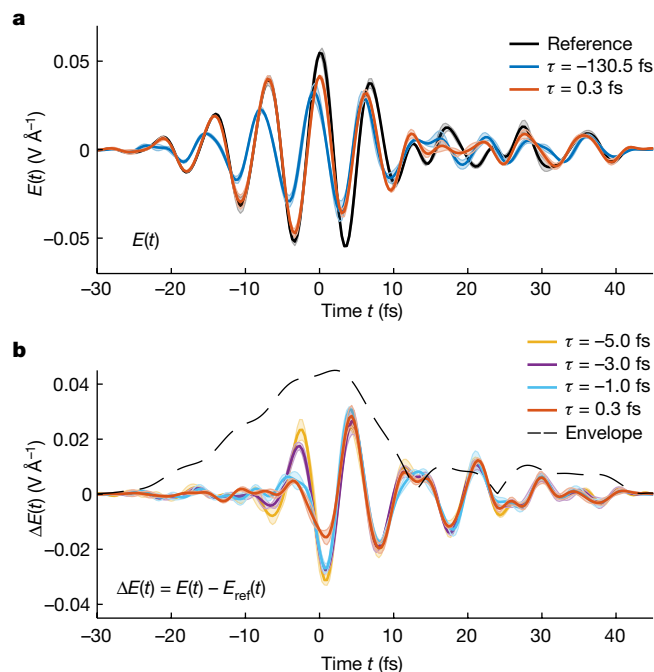 a
Reference
τ = –130.5 fs
τ = 0.3 fs
0.05
0
–0.05
E(t) (V Å⁻¹)
E(t)
–30 –20 –10 0 10 20 30 40
Time t (fs)
b
τ = –5.0 fs
τ = –3.0 fs
τ = –1.0 fs
τ = 0.3 fs
Envelope
0.04
0.02
0
–0.02
–0.04
ΔE(t) (V Å⁻¹)
ΔE(t) = E(t) – E_ref(t)
–30 –20 –10 0 10 20 30 40
Time t (fs)